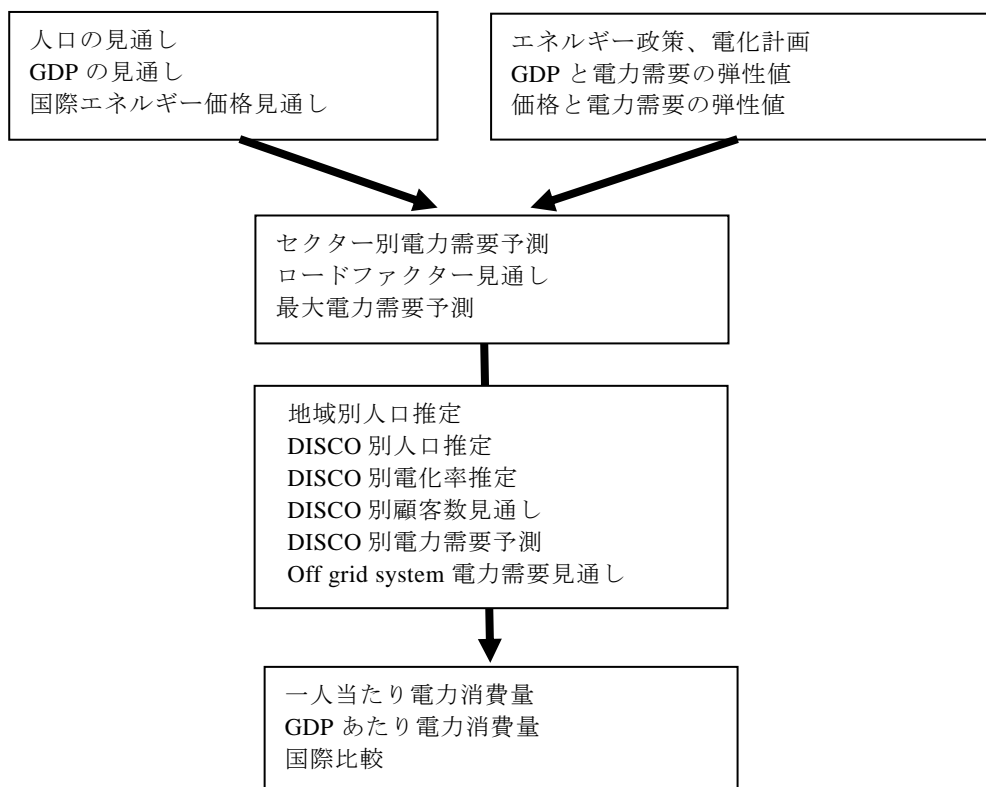 人口の見通し
GDP の見通し
国際エネルギー価格見通し
エネルギー政策、電化計画
GDP と電力需要の弾性値
価格と電力需要の弾性値
セクター別電力需要予測
ロードファクター見通し
最大電力需要予測
地域別人口推定
DISCO 別人口推定
DISCO 別電化率推定
DISCO 別顧客数見通し
DISCO 別電力需要予測
Off grid system 電力需要見通し
一人当たり電力消費量
GDP あたり電力消費量
国際比較